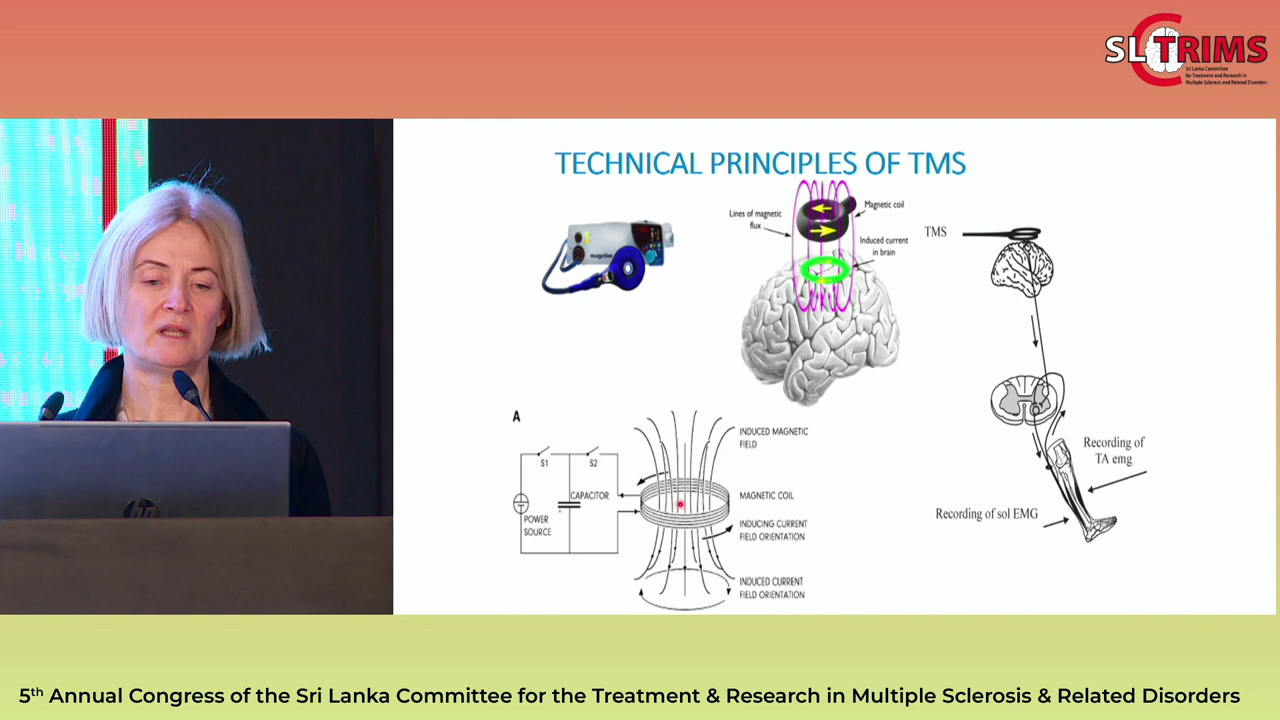 SLCTRIMS
Sri Lanka Committee
for Treatment and Research in
Multiple Sclerosis and Related Disorders
TECHNICAL PRINCIPLES OF TMS
Lines of magnetic
flux
Magnetic coil
Induced current
in brain
magstim
TMS
A
S1
S2
CAPACITOR
POWER
SOURCE
INDUCED MAGNETIC
FIELD
MAGNETIC COIL
INDUCING CURRENT
FIELD ORIENTATION
INDUCED CURRENT
FIELD ORIENTATION
Recording of
TA emg
Recording of sol EMG
hp
5th Annual Congress of the Sri Lanka Committee for the Treatment & Research in Multiple Sclerosis & Related Disorders